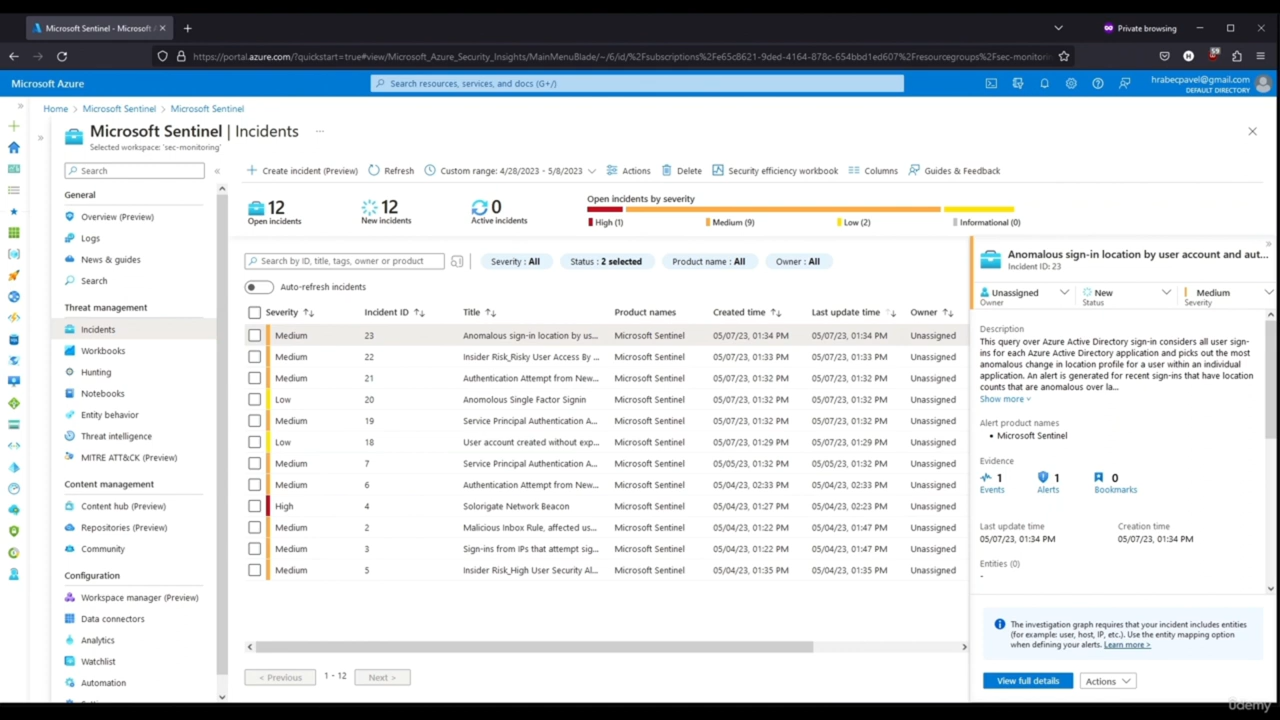 Microsoft Sentinel - Microsoft A
Private browsing
https://portal.azure.com/?quickstart=true#view/Microsoft_Azure_Security_Insights/MainMenuBlade/~/6/id/%2Fsubscriptions%2Fe65c8621-9ded-4164-878c-654bbd1ed607%2Fresourcegroups%2Fsec-monitorin
Microsoft Azure
Search resources, services, and docs (G+/)
hrabecpavel@gmail.com
DEFAULT DIRECTORY
Home > Microsoft Sentinel > Microsoft Sentinel
Microsoft Sentinel | Incidents ...
Selected workspace: 'sec-monitoring'
Search
General
Overview (Preview)
Logs
News & guides
Search
Threat management
Incidents
Workbooks
Hunting
Notebooks
Entity behavior
Threat intelligence
MITRE ATT&CK (Preview)
Content management
Content hub (Preview)
Repositories (Preview)
Community
Configuration
Workspace manager (Preview)
Data connectors
Analytics
Watchlist
Automation
Create incident (Preview) Refresh Custom range: 4/28/2023 - 5/8/2023 Actions Delete Security efficiency workbook Columns Guides & Feedback
12
Open incidents
12
New incidents
0
Active incidents
Open incidents by severity
High (1) Medium (9) Low (2) Informational (0)
Search by ID, title, tags, owner or product
Severity : All Status : 2 selected Product name : All Owner : All
Auto-refresh incidents
Severity Incident ID Title Product names Created time Last update time Owner
Medium 23 Anomalous sign-in location by us... Microsoft Sentinel 05/07/23, 01:34 PM 05/07/23, 01:34 PM Unassigned
Medium 22 Insider Risk_Risky User Access By ... Microsoft Sentinel 05/07/23, 01:33 PM 05/07/23, 01:33 PM Unassigned
Medium 21 Authentication Attempt from New... Microsoft Sentinel 05/07/23, 01:32 PM 05/07/23, 01:32 PM Unassigned
Low 20 Anomalous Single Factor Signin Microsoft Sentinel 05/07/23, 01:32 PM 05/07/23, 01:32 PM Unassigned
Medium 19 Service Principal Authentication A... Microsoft Sentinel 05/07/23, 01:32 PM 05/07/23, 01:32 PM Unassigned
Low 18 User account created without exp... Microsoft Sentinel 05/07/23, 01:29 PM 05/07/23, 01:29 PM Unassigned
Medium 7 Service Principal Authentication A... Microsoft Sentinel 05/05/23, 01:32 PM 05/05/23, 01:32 PM Unassigned
Medium 6 Authentication Attempt from New... Microsoft Sentinel 05/04/23, 02:33 PM 05/04/23, 02:33 PM Unassigned
High 4 Solorigate Network Beacon Microsoft Sentinel 05/04/23, 01:27 PM 05/04/23, 02:23 PM Unassigned
Medium 2 Malicious Inbox Rule, affected us... Microsoft Sentinel 05/04/23, 01:22 PM 05/04/23, 01:47 PM Unassigned
Medium 3 Sign-ins from IPs that attempt sig... Microsoft Sentinel 05/04/23, 01:22 PM 05/04/23, 01:47 PM Unassigned
Medium 5 Insider Risk_High User Security Al... Microsoft Sentinel 05/04/23, 01:35 PM 05/04/23, 01:35 PM Unassigned
< Previous 1 - 12 Next >
Anomalous sign-in location by user account and aut...
Incident ID: 23
Unassigned New Medium
Owner Status Severity
Description
This query over Azure Active Directory sign-in considers all user sign-
ins for each Azure Active Directory application and picks out the most
anomalous change in location profile for a user within an individual
application. An alert is generated for recent sign-ins that have location
counts that are anomalous over la...
Show more
Alert product names
• Microsoft Sentinel
Evidence
1 1 0
Events Alerts Bookmarks
Last update time Creation time
05/07/23, 01:34 PM 05/07/23, 01:34 PM
Entities (0)
-
The investigation graph requires that your incident includes entities
(for example: user, host, IP, etc.). Use the entity mapping option
when defining your alerts. Learn more >
View full details Actions
ûdemy